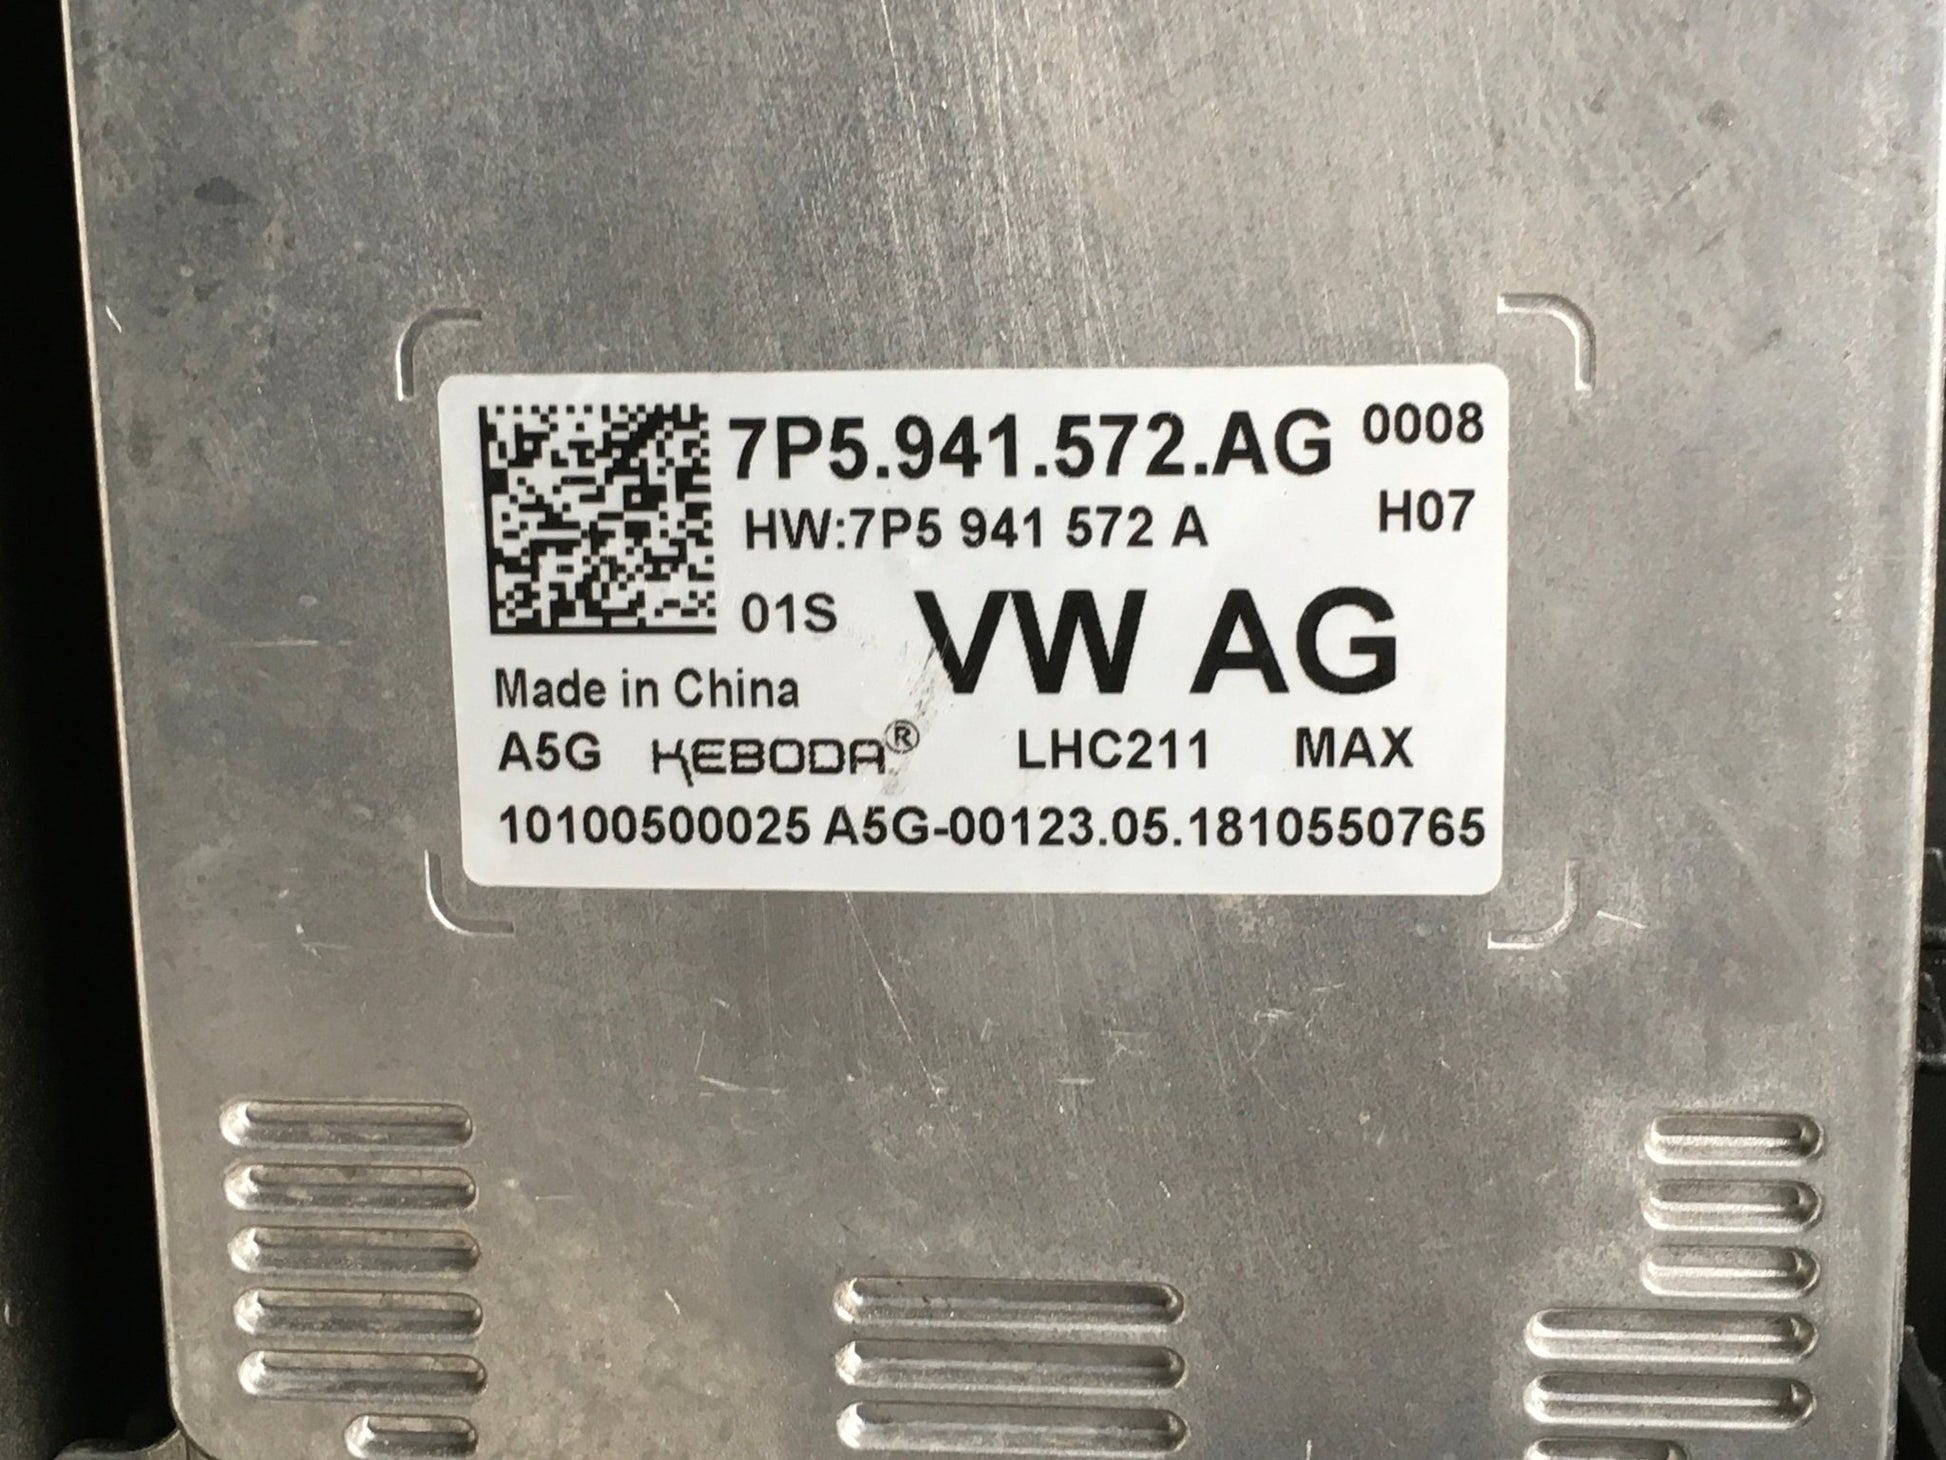 7P5.941.572.AG 0008
HW:7P5 941 572 A H07
01S VW AG
Made in China
A5G KEBODA® LHC211 MAX
10100500025 A5G-00123.05.1810550765